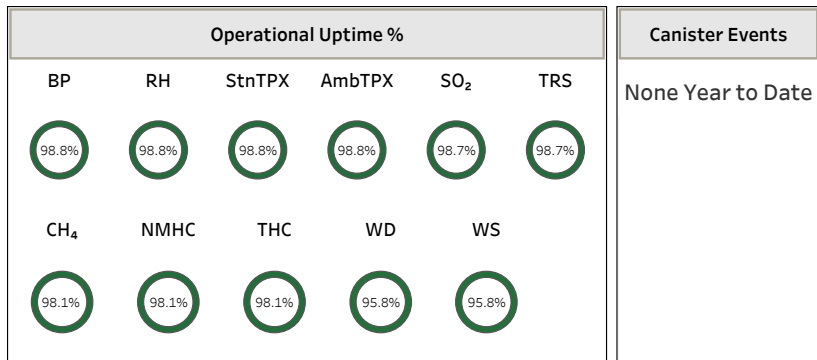 Operational Uptime %
Canister Events
BP RH StnTPX AmbTPX SO₂ TRS
None Year to Date
98.8% 98.8% 98.8% 98.8% 98.7% 98.7%
CH₄ NMHC THC WD WS
98.1% 98.1% 98.1% 95.8% 95.8%